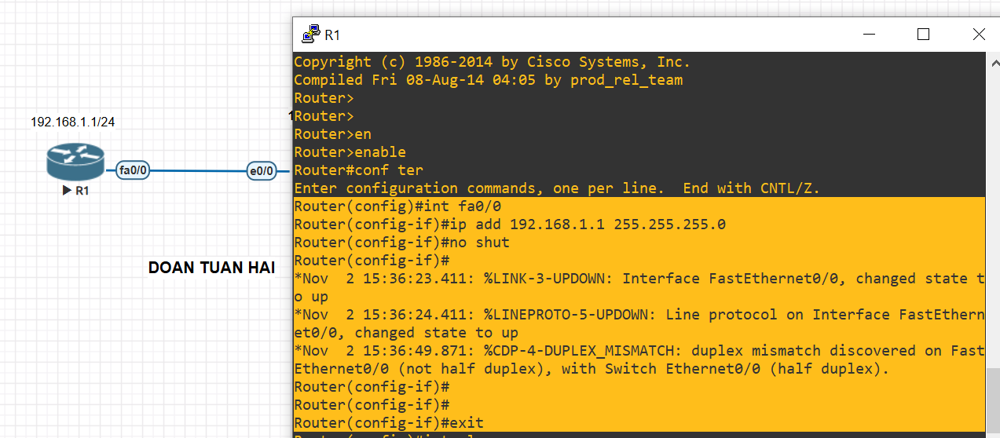 R1
Copyright (c) 1986-2014 by Cisco Systems, Inc.
Compiled Fri 08-Aug-14 04:05 by prod_rel_team
Router>
Router>
Router>en
Router>enable
Router#conf ter
Enter configuration commands, one per line.  End with CNTL/Z.
Router(config)#int fa0/0
Router(config-if)#ip add 192.168.1.1 255.255.255.0
Router(config-if)#no shut
Router(config-if)#
*Nov  2 15:36:23.411: %LINK-3-UPDOWN: Interface FastEthernet0/0, changed state t
o up
*Nov  2 15:36:24.411: %LINEPROTO-5-UPDOWN: Line protocol on Interface FastEthern
et0/0, changed state to up
*Nov  2 15:36:49.871: %CDP-4-DUPLEX_MISMATCH: duplex mismatch discovered on Fast
Ethernet0/0 (not half duplex), with Switch Ethernet0/0 (half duplex).
Router(config-if)#
Router(config-if)#
Router(config-if)#exit
192.168.1.1/24
fa0/0
e0/0
R1
DOAN TUAN HAI